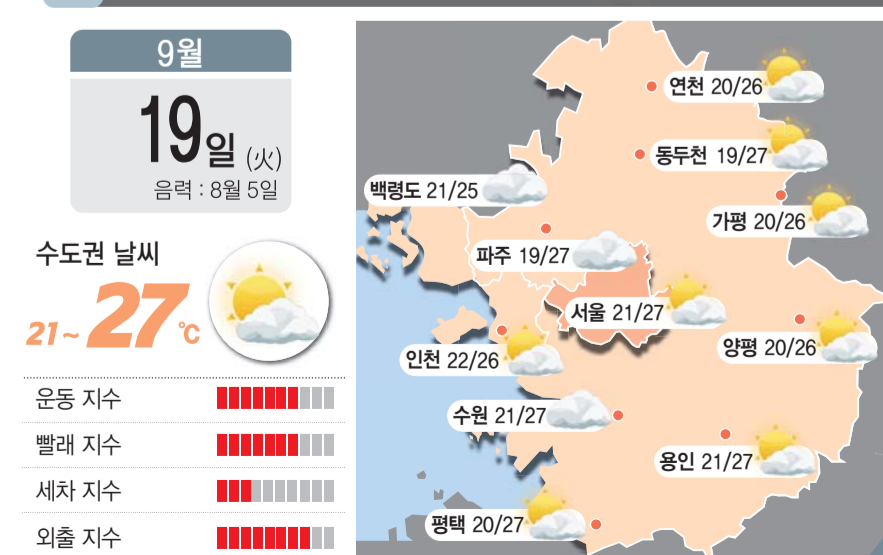 9월
19일 (火)
음력 : 8월 5일
수도권 날씨
21~27℃
운동 지수
빨래 지수
세차 지수
외출 지수
연천 20/26
동두천 19/27
백령도 21/25
가평 20/26
파주 19/27
서울 21/27
양평 20/26
인천 22/26
수원 21/27
용인 21/27
평택 20/27